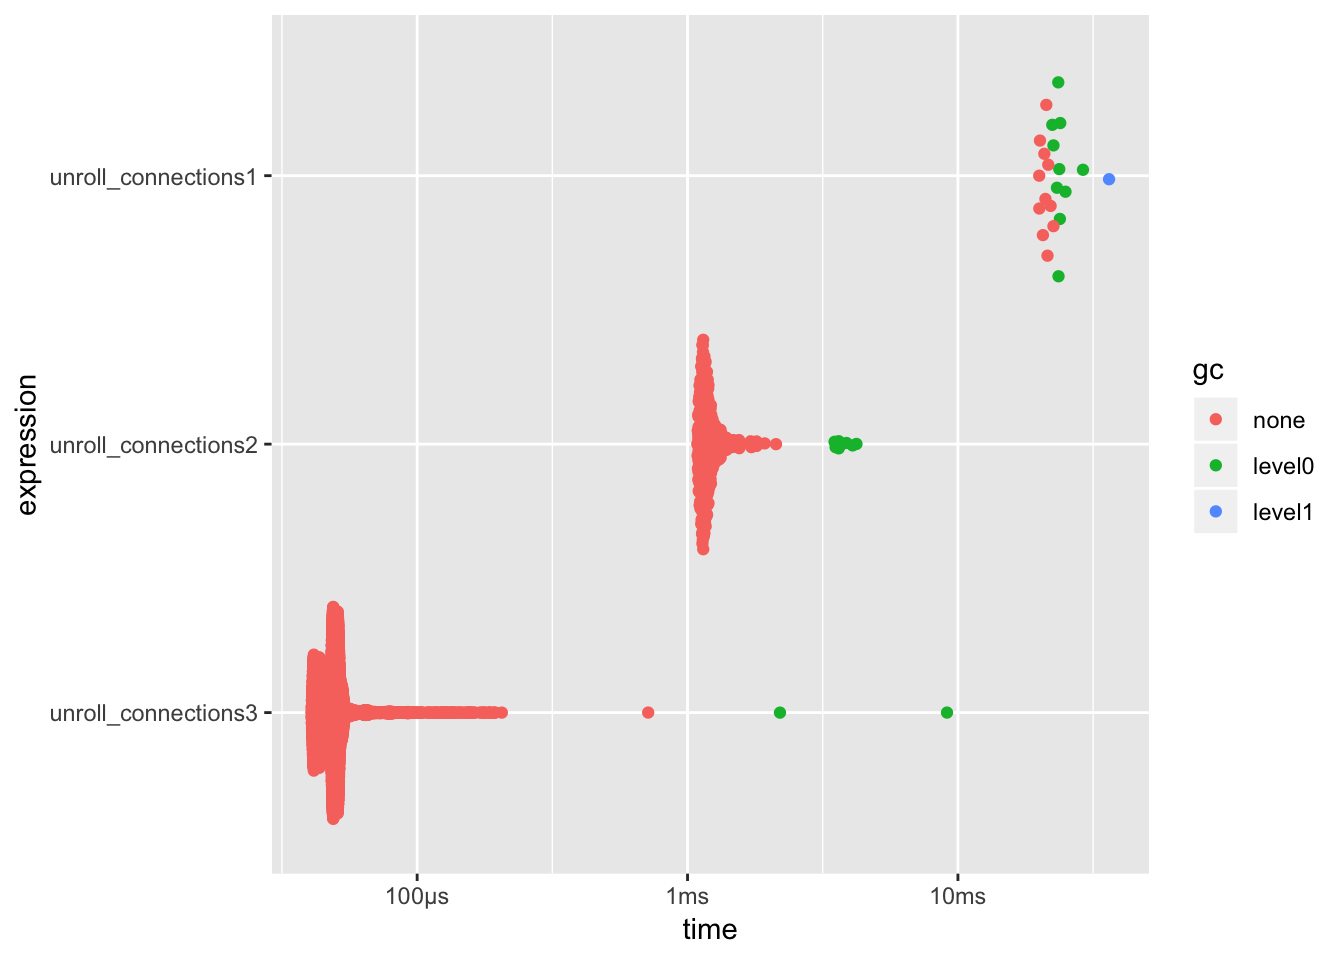 expression
unroll_connections1
unroll_connections2
unroll_connections3
100µs
1ms
10ms
time
gc
none
level0
level1